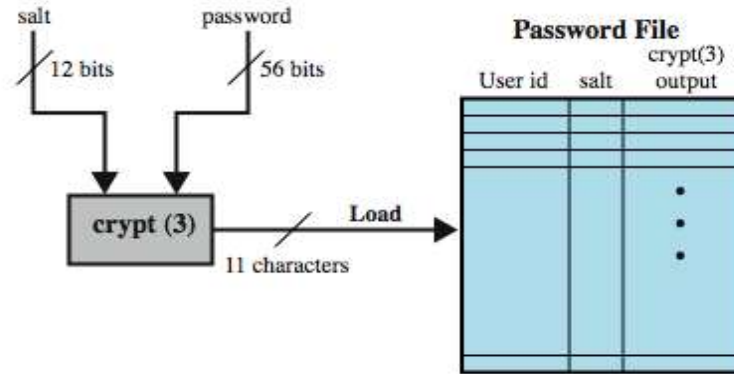 salt
password
12 bits
56 bits
crypt (3)
Load
11 characters
Password File
User id
salt
crypt(3)
output